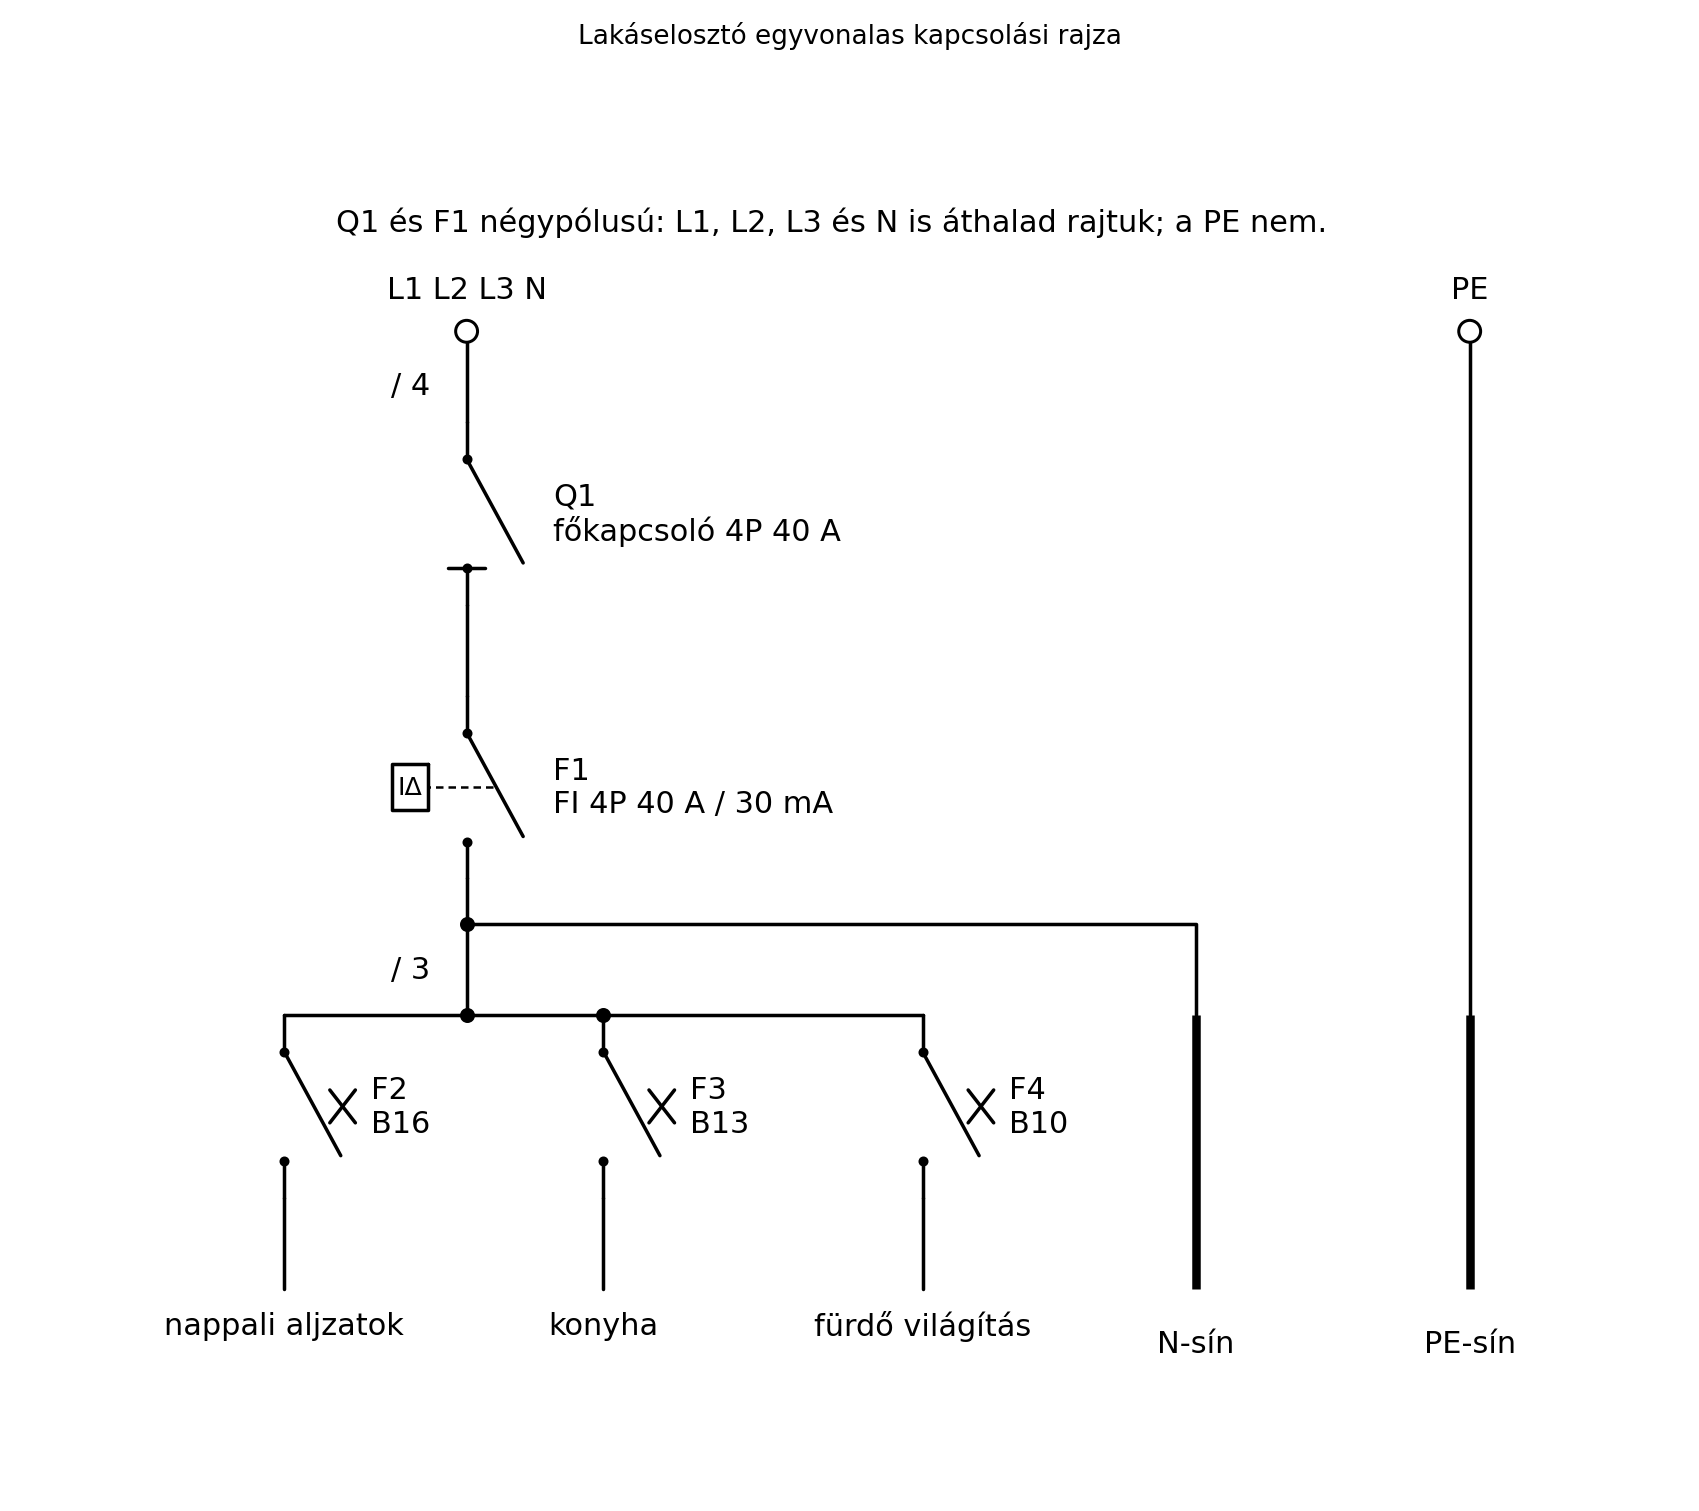 Lakáselosztó egyvonalas kapcsolási rajza
Q1 és F1 négypólusú: L1, L2, L3 és N is áthalad rajtuk; a PE nem.
L1 L2 L3 N
PE
/ 4
Q1
főkapcsoló 4P 40 A
F1
FI 4P 40 A / 30 mA
IΔ
/ 3
F2
B16
F3
B13
F4
B10
nappali aljzatok
konyha
fürdő világítás
N-sín
PE-sín